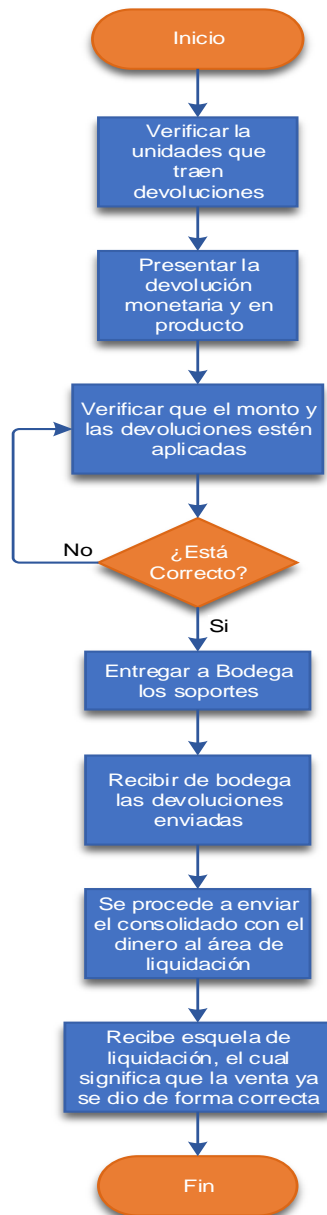 Inicio
Verificar la
unidades que
traen
devoluciones
Presentar la
devolución
monetaria y en
producto
Verificar que el monto y
las devoluciones estén
aplicadas
No
¿Está
Correcto?
Si
Entregar a Bodega
los soportes
Recibir de bodega
las devoluciones
enviadas
Se procede a enviar
el consolidado con el
dinero al área de
liquidación
Recibe esquela de
liquidación, el cual
significa que la venta ya
se dio de forma correcta
Fin